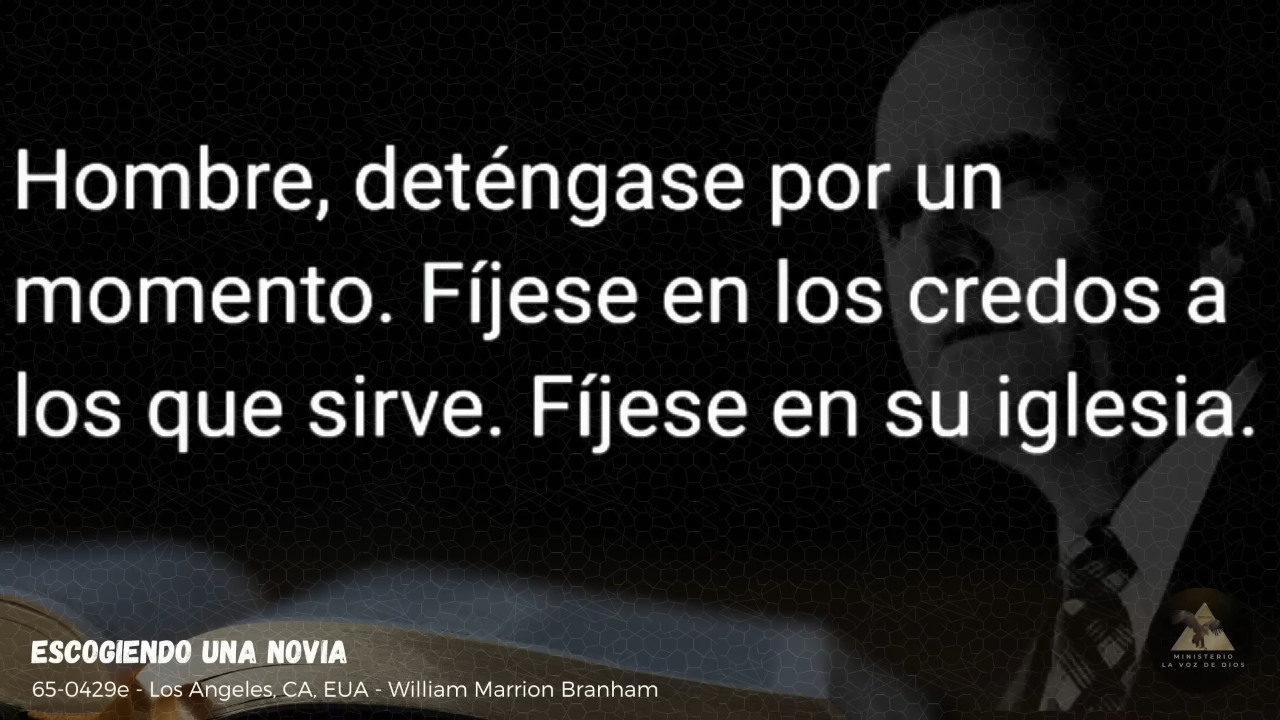 Hombre, deténgase por un
momento. Fíjese en los credos a
los que sirve. Fíjese en su iglesia.
ESCOGIENDO UNA NOVIA
65-0429e - Los Angeles, CA, EUA - William Marrion Branham
MINISTERIO
LA VOZ DE DIOS